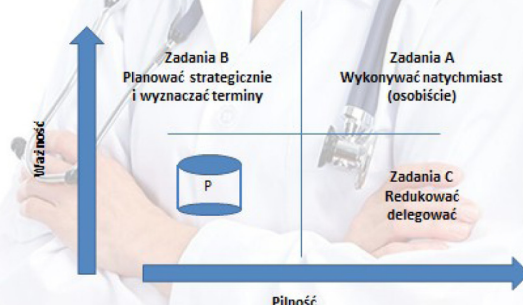 Zadania B
Planować strategicznie
i wyznaczać terminy
Zadania A
Wykonywać natychmiast
(osobiście)
Ważność
P
Zadania C
Redukować
delegować
Pilność